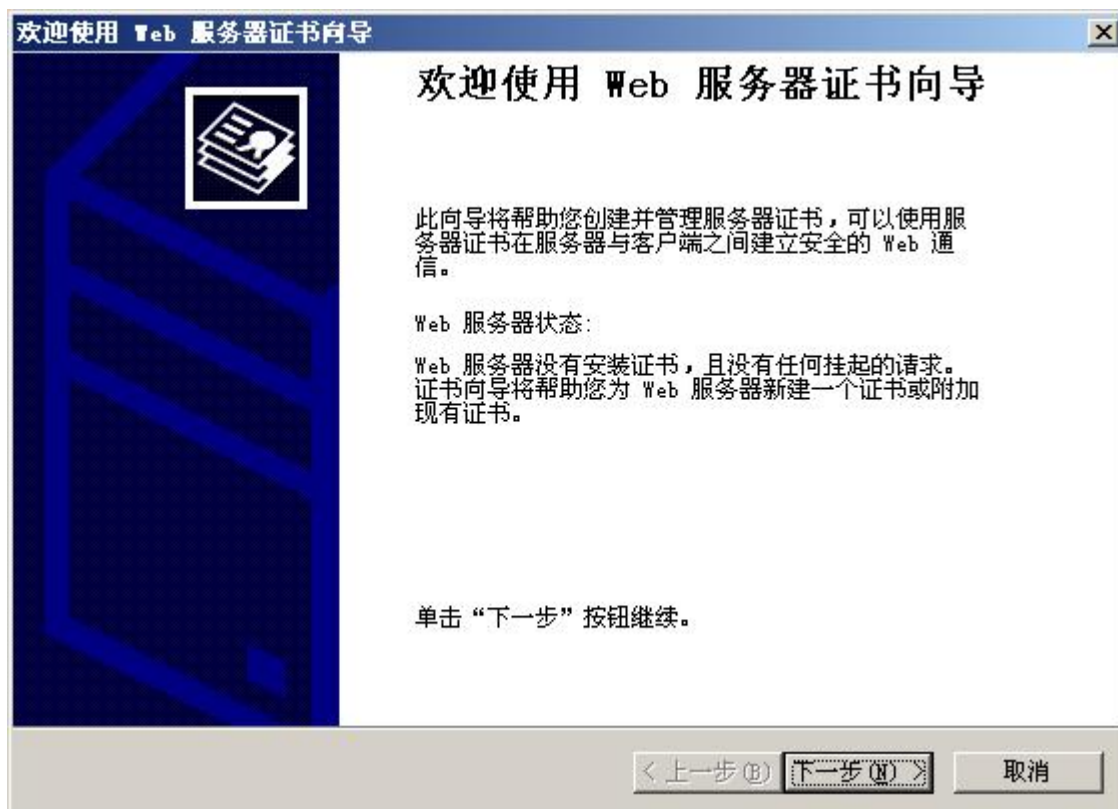 欢迎使用 Web 服务器证书向导
欢迎使用 Web 服务器证书向导
此向导将帮助您创建并管理服务器证书，可以使用服
务器证书在服务器与客户端之间建立安全的 Web 通
信。
Web 服务器状态:
Web 服务器没有安装证书，且没有任何挂起的请求。
证书向导将帮助您为 Web 服务器新建一个证书或附加
现有证书。
单击“下一步”按钮继续。
< 上一步(B) 下一步(N) > 取消